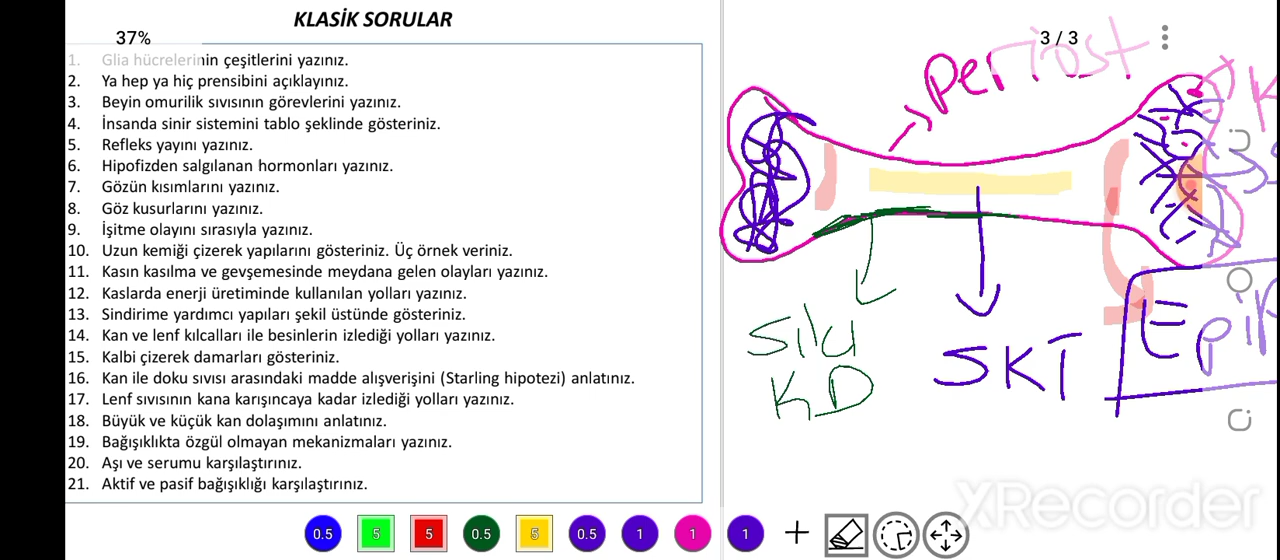 KLASİK SORULAR
37%
3 / 3
1. Glia hücrelerinin çeşitlerini yazınız.
2. Ya hep ya hiç prensibini açıklayınız.
3. Beyin omurilik sıvısının görevlerini yazınız.
4. İnsanda sinir sistemini tablo şeklinde gösteriniz.
5. Refleks yayını yazınız.
6. Hipofizden salgılanan hormonları yazınız.
7. Gözün kısımlarını yazınız.
8. Göz kusurlarını yazınız.
9. İşitme olayını sırasıyla yazınız.
10. Uzun kemiği çizerek yapılarını gösteriniz. Üç örnek veriniz.
11. Kasın kasılma ve gevşemesinde meydana gelen olayları yazınız.
12. Kaslarda enerji üretiminde kullanılan yolları yazınız.
13. Sindirime yardımcı yapıları şekil üstünde gösteriniz.
14. Kan ve lenf kılcalları ile besinlerin izlediği yolları yazınız.
15. Kalbi çizerek damarları gösteriniz.
16. Kan ile doku sıvısı arasındaki madde alışverişini (Starling hipotezi) anlatınız.
17. Lenf sıvısının kana karışıncaya kadar izlediği yolları yazınız.
18. Büyük ve küçük kan dolaşımını anlatınız.
19. Bağışıklıkta özgül olmayan mekanizmaları yazınız.
20. Aşı ve serumu karşılaştırınız.
21. Aktif ve pasif bağışıklığı karşılaştırınız.
periost
K
SKT
KD
Epi
XRecorder
0.5 5 5 0.5 5 0.5 1 1 1